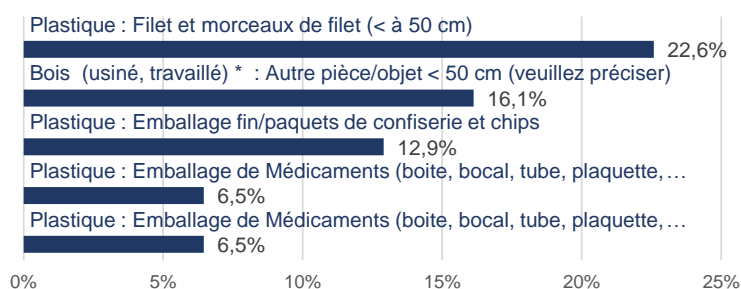 Plastique : Filet et morceaux de filet (< à 50 cm)
22,6%
Bois  (usiné, travaillé) *  : Autre pièce/objet < 50 cm (veuillez préciser)
16,1%
Plastique : Emballage fin/paquets de confiserie et chips
12,9%
Plastique : Emballage de Médicaments (boite, bocal, tube, plaquette,…
6,5%
Plastique : Emballage de Médicaments (boite, bocal, tube, plaquette,…
6,5%
0% 5% 10% 15% 20% 25%